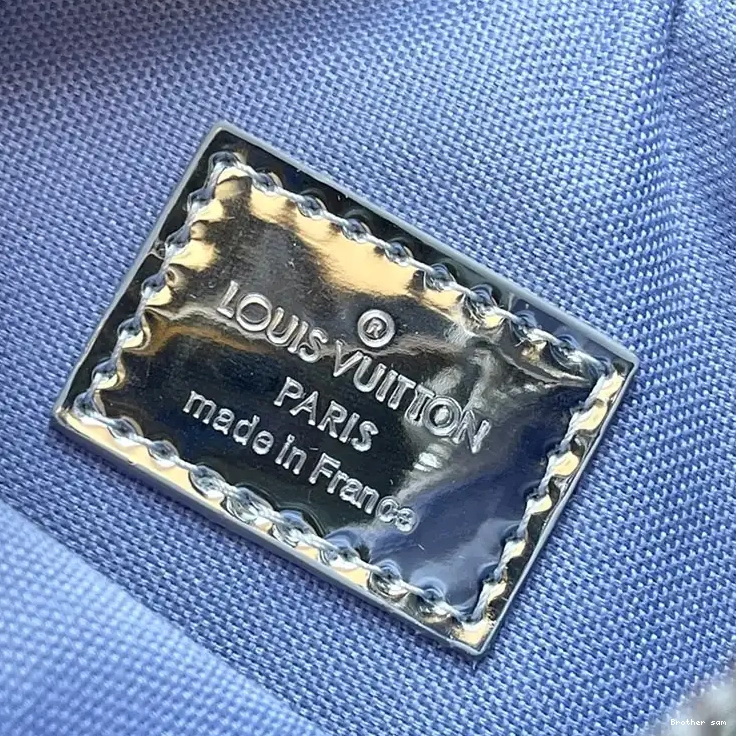 ®
LOUIS VUITTON
PARIS
made in France
Brother sam